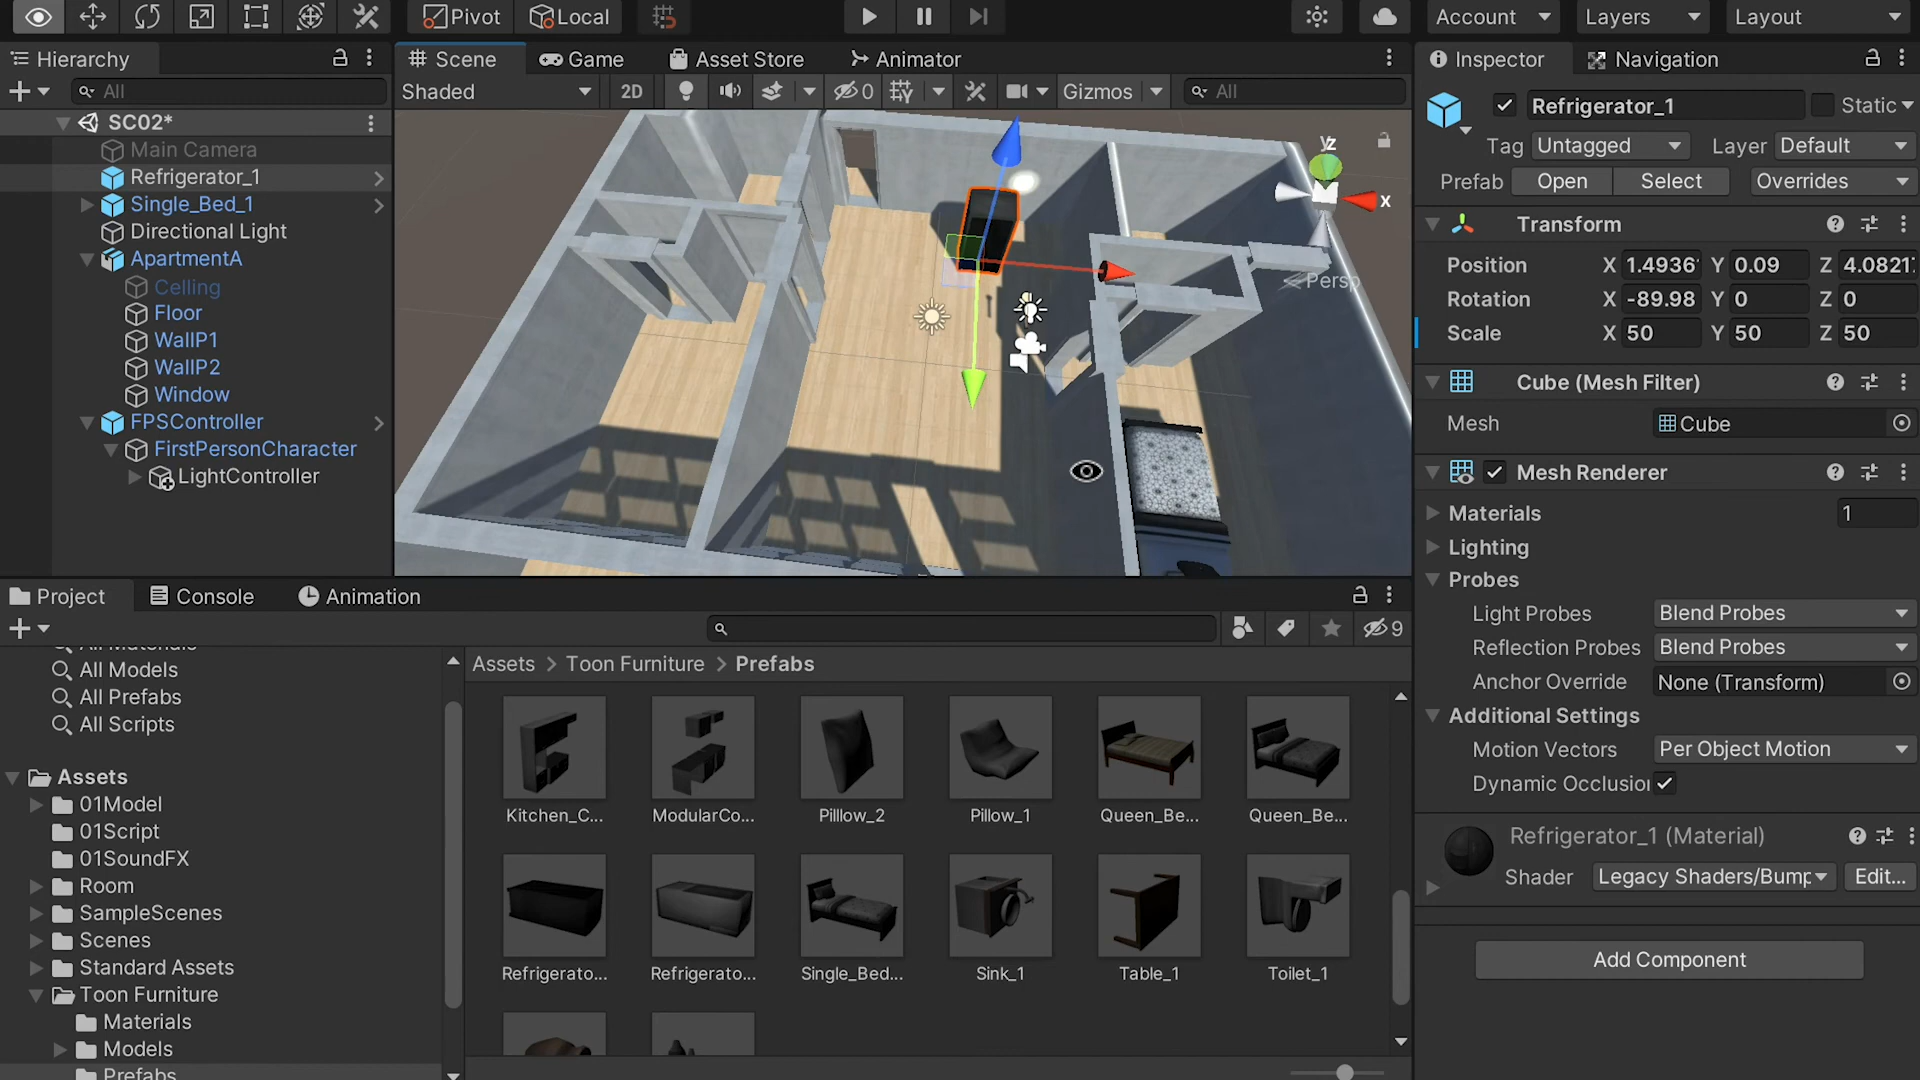 Pivot
Local
Account
Layers
Layout
Hierarchy
All
SC02*
Main Camera
Refrigerator_1
Single_Bed_1
Directional Light
ApartmentA
Celling
Floor
WallP1
WallP2
Window
FPSController
FirstPersonCharacter
LightController
Scene
Game
Asset Store
Animator
Shaded
2D
0
Gizmos
All
yz
x
Persp
Inspector
Navigation
Refrigerator_1
Static
Tag
Untagged
Layer
Default
Prefab
Open
Select
Overrides
Transform
Position X 1.4936 Y 0.09 Z 4.0821
Rotation X -89.98 Y 0 Z 0
Scale X 50 Y 50 Z 50
Cube (Mesh Filter)
Mesh
Cube
Mesh Renderer
Materials
1
Lighting
Probes
Light Probes
Blend Probes
Reflection Probes
Blend Probes
Anchor Override
None (Transform)
Additional Settings
Motion Vectors
Per Object Motion
Dynamic Occlusion
Refrigerator_1 (Material)
Shader
Legacy Shaders/Bump
Edit...
Add Component
Project
Console
Animation
9
All Materials
All Models
All Prefabs
All Scripts
Assets
01Model
01Script
01SoundFX
Room
SampleScenes
Scenes
Standard Assets
Toon Furniture
Materials
Models
Prefabs
Assets > Toon Furniture > Prefabs
Kitchen_C...
ModularCo...
Pilllow_2
Pillow_1
Queen_Be...
Queen_Be...
Refrigerato...
Refrigerato...
Single_Bed...
Sink_1
Table_1
Toilet_1